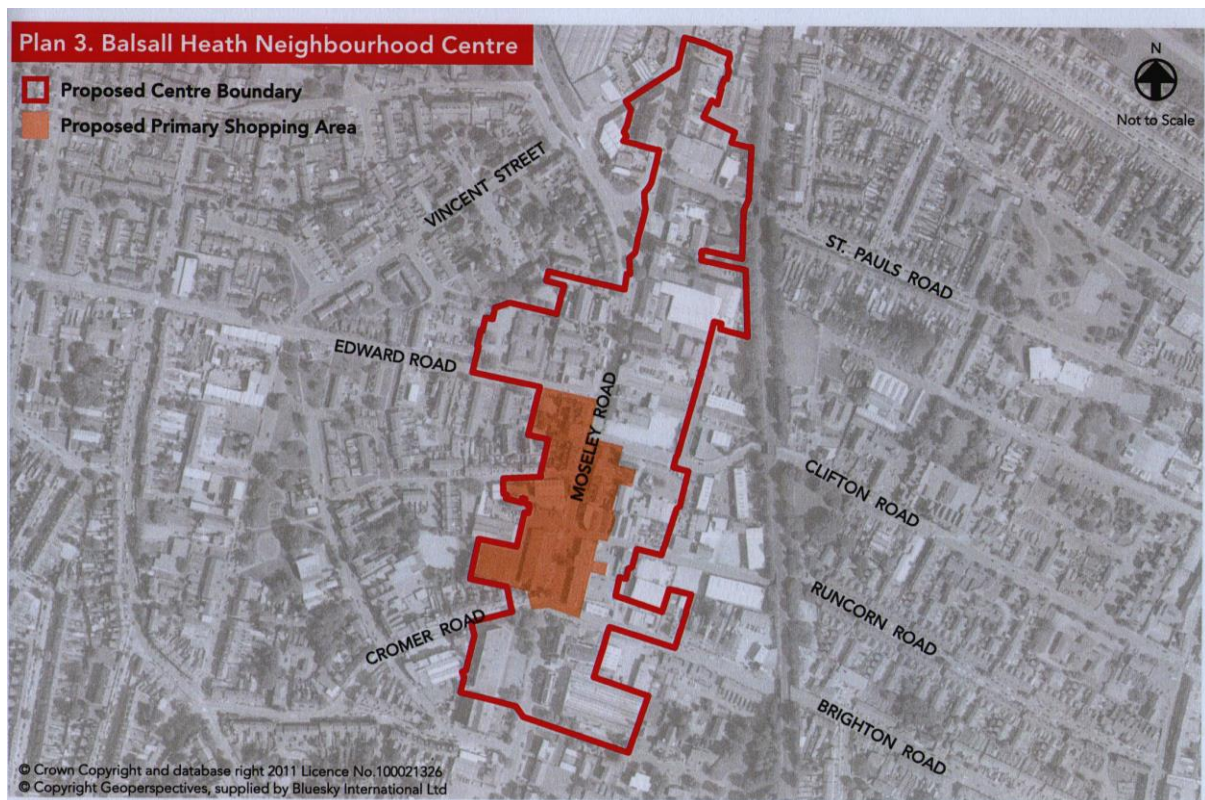 Plan 3. Balsall Heath Neighbourhood Centre
Proposed Centre Boundary
Proposed Primary Shopping Area
N
Not to Scale
VINCENT STREET
ST. PAULS ROAD
EDWARD ROAD
MOSELEY ROAD
CLIFTON ROAD
RUNCORN ROAD
CROMER ROAD
BRIGHTON ROAD
© Crown Copyright and database right 2011 Licence No.100021326
© Copyright Geoperspectives, supplied by Bluesky International Ltd